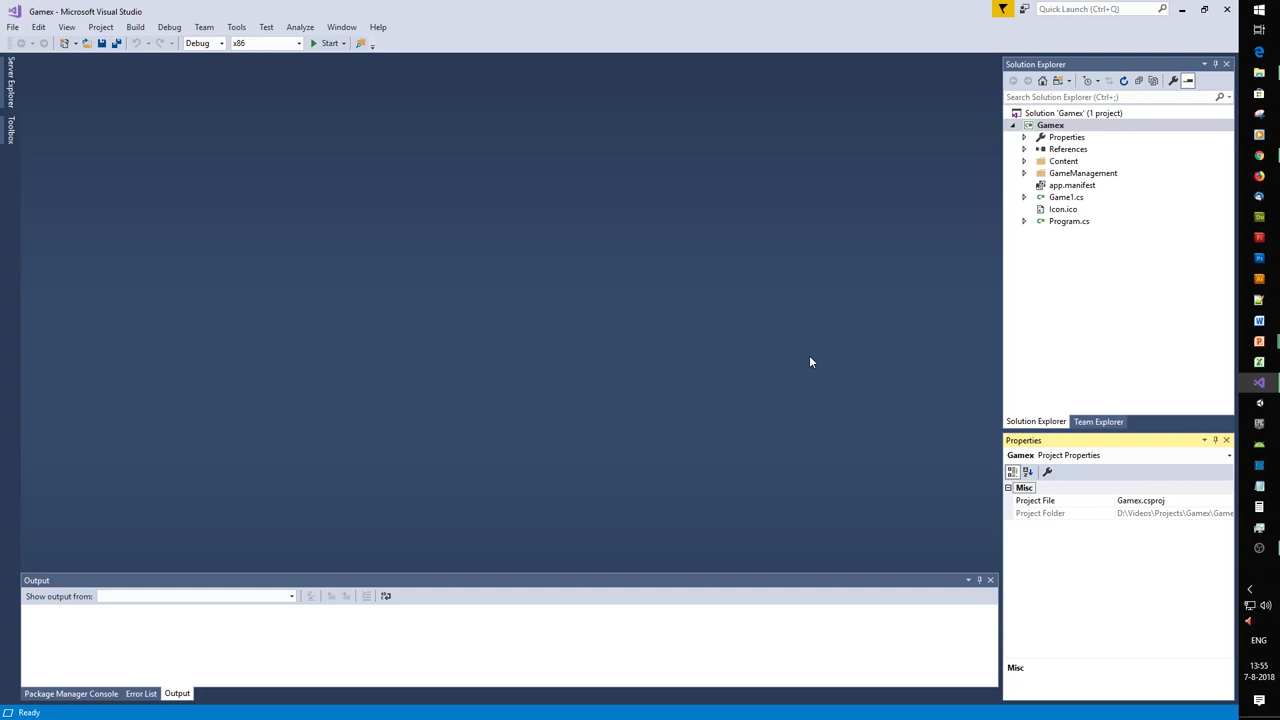 Gamex - Microsoft Visual Studio
Quick Launch (Ctrl+Q)
File Edit View Project Build Debug Team Tools Test Analyze Window Help
Debug x86 Start
Server Explorer
Toolbox
Solution Explorer
Search Solution Explorer (Ctrl+;)
Solution 'Gamex' (1 project)
Gamex
Properties
References
Content
GameManagement
app.manifest
Game1.cs
Icon.ico
Program.cs
Solution Explorer Team Explorer
Properties
Gamex Project Properties
Misc
Project File Gamex.csproj
Project Folder D:\Videos\Projects\Gamex\Game
Misc
Output
Show output from:
Package Manager Console Error List Output
Ready
ENG
13:55
7-8-2018